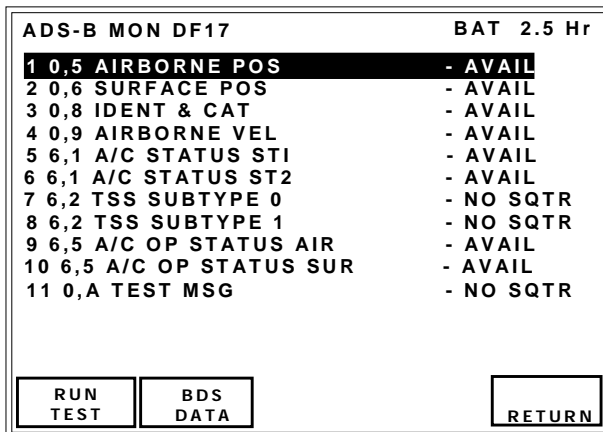 ADS-B MON DF17 BAT 2.5 Hr
1 0,5 AIRBORNE POS - AVAIL
2 0,6 SURFACE POS - AVAIL
3 0,8 IDENT & CAT - AVAIL
4 0,9 AIRBORNE VEL - AVAIL
5 6,1 A/C STATUS STI - AVAIL
6 6,1 A/C STATUS ST2 - AVAIL
7 6,2 TSS SUBTYPE 0 - NO SQTR
8 6,2 TSS SUBTYPE 1 - NO SQTR
9 6,5 A/C OP STATUS AIR - AVAIL
10 6,5 A/C OP STATUS SUR - AVAIL
11 0,A TEST MSG - NO SQTR
RUN
TEST
BDS
DATA
RETURN